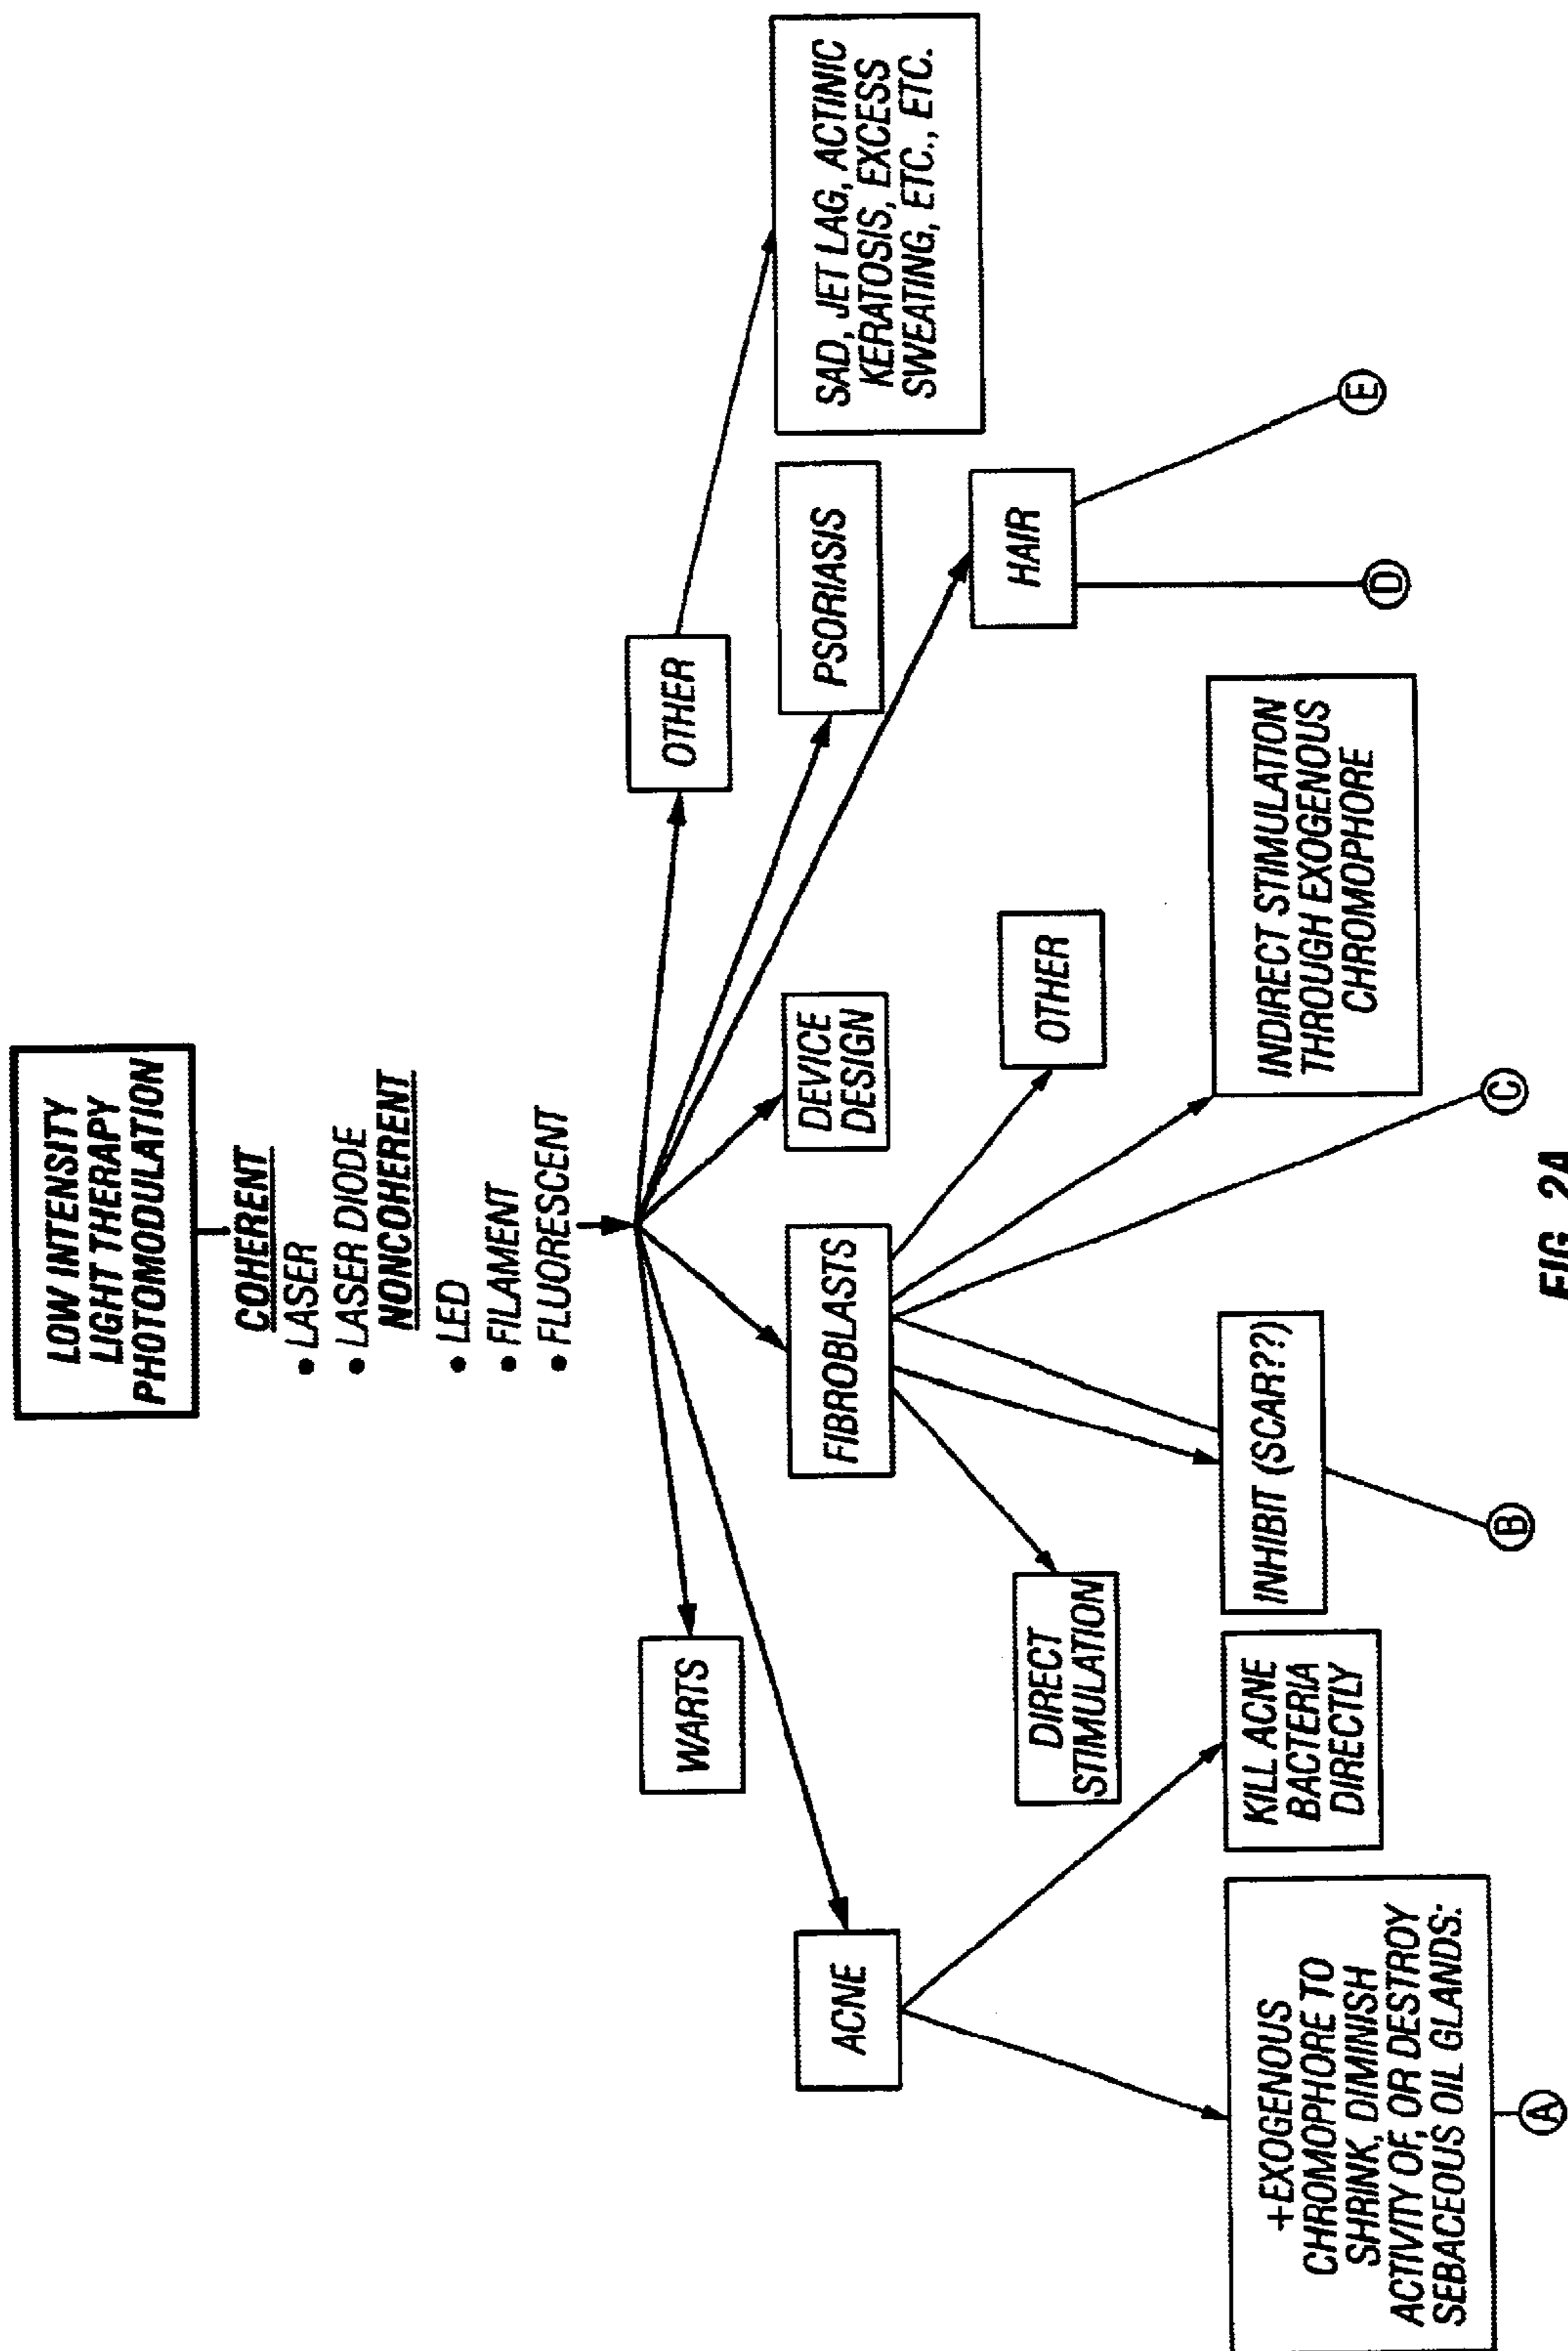 LOW INTENSITY
LIGHT THERAPY
PHOTOMODULATION
COHERENT
• LASER
• LASER DIODE
NONCOHERENT
• LED
• FILAMENT
• FLUORESCENT
WARTS
OTHER
ACNE
FIBROBLASTS
DEVICE
DESIGN
PSORIASIS
SAD, JET LAG, ACTINIC
KERATOSIS, EXCESS
SWEATING, ETC., ETC.
DIRECT
STIMULATION
OTHER
HAIR
+EXOGENOUS
CHROMOPHORE TO
SHRINK, DIMINISH
ACTIVITY OF, OR DESTROY
SEBACEOUS OIL GLANDS:
KILL ACNE
BACTERIA
DIRECTLY
INHIBIT (SCAR??)
INDIRECT STIMULATION
THROUGH EXOGENOUS
CHROMOPHORE
A
B
C
D
E
FIG. 2A